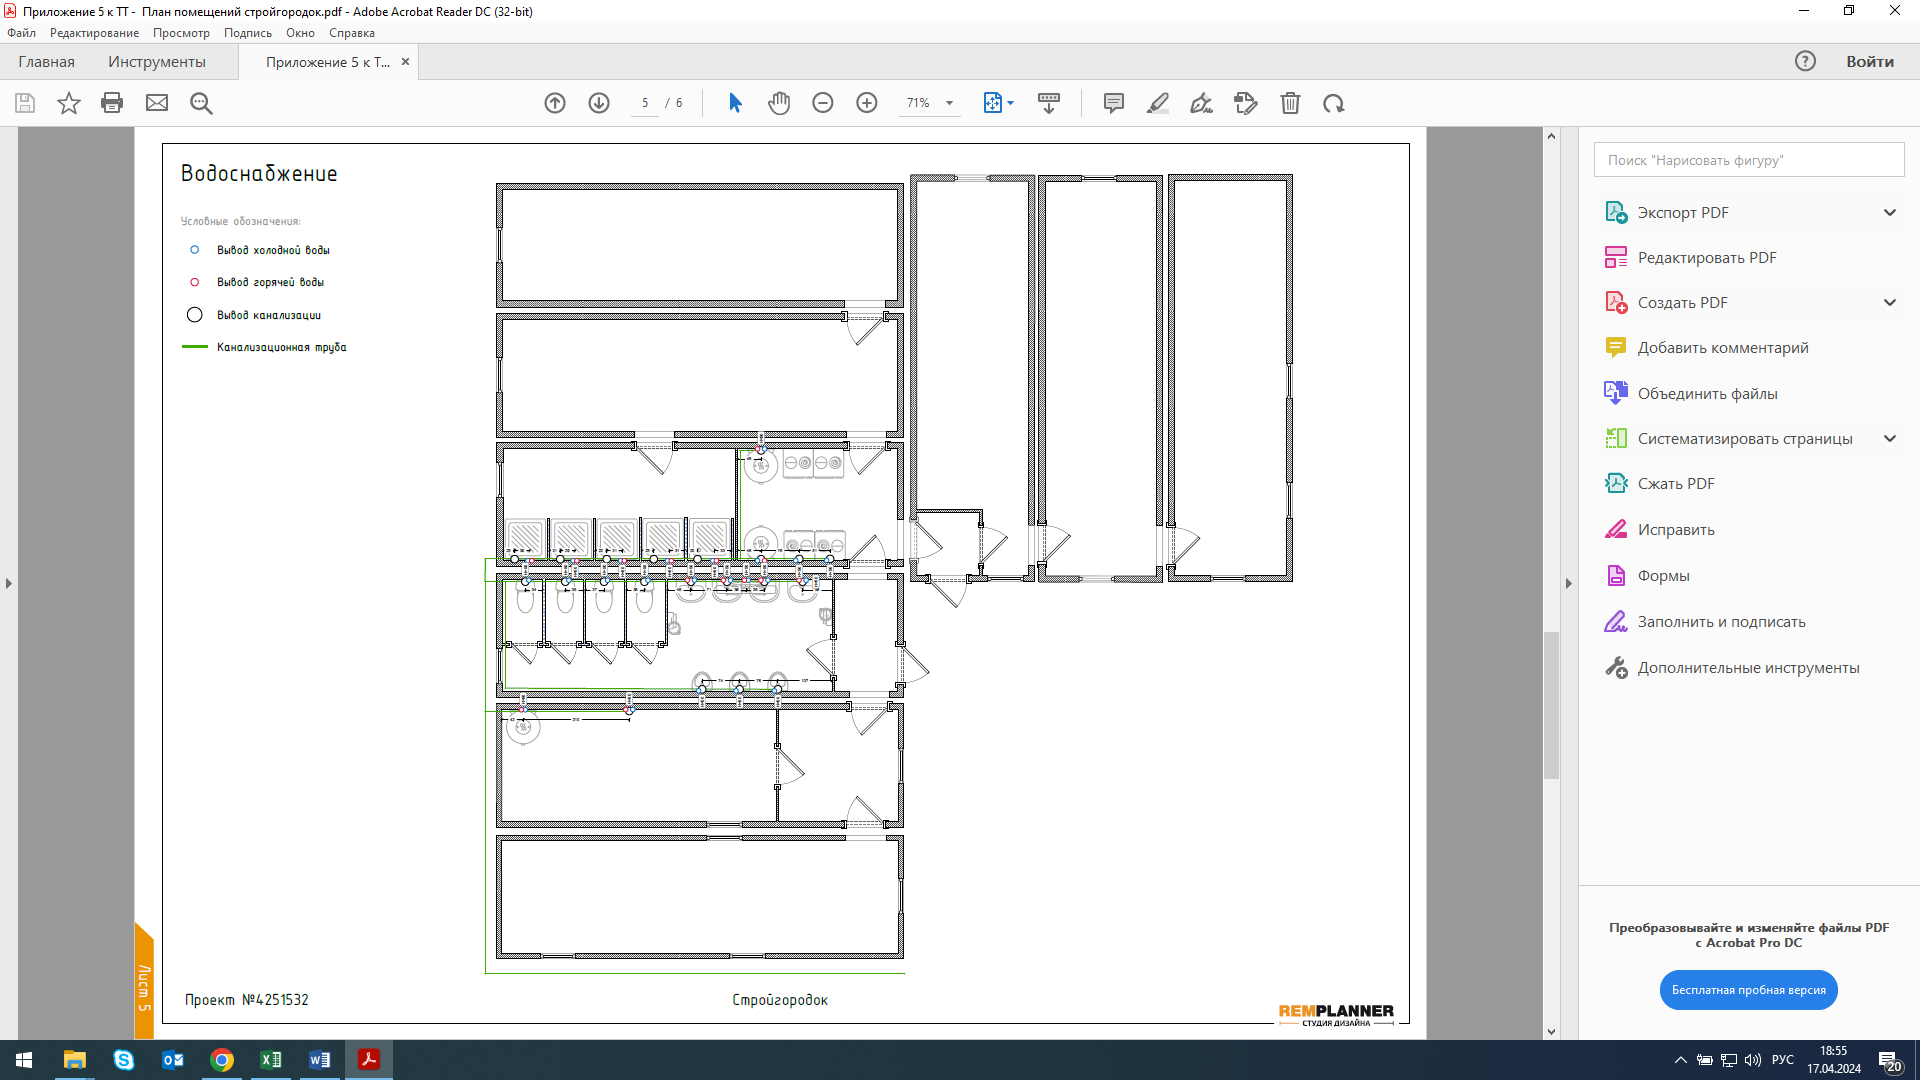 Приложение 5 к ТТ - План помещений стройгородок.pdf - Adobe Acrobat Reader DC (32-bit)
Файл Редактирование Просмотр Подпись Окно Справка
Главная Инструменты Приложение 5 к Т... × ? Войти
5 / 6 71%
Водоснабжение
Условные обозначения:
Вывод холодной воды
Вывод горячей воды
Вывод канализации
Канализационная труба
Проект №4251532
Стройгородок
REMPLANNER
СТУДИЯ ДИЗАЙНА
Лист 5
Поиск "Нарисовать фигуру"
Экспорт PDF
Редактировать PDF
Создать PDF
Добавить комментарий
Объединить файлы
Систематизировать страницы
Сжать PDF
Исправить
Формы
Заполнить и подписать
Дополнительные инструменты
Преобразовывайте и изменяйте файлы PDF
с Acrobat Pro DC
Бесплатная пробная версия
РУС
18:55
17.04.2024
20